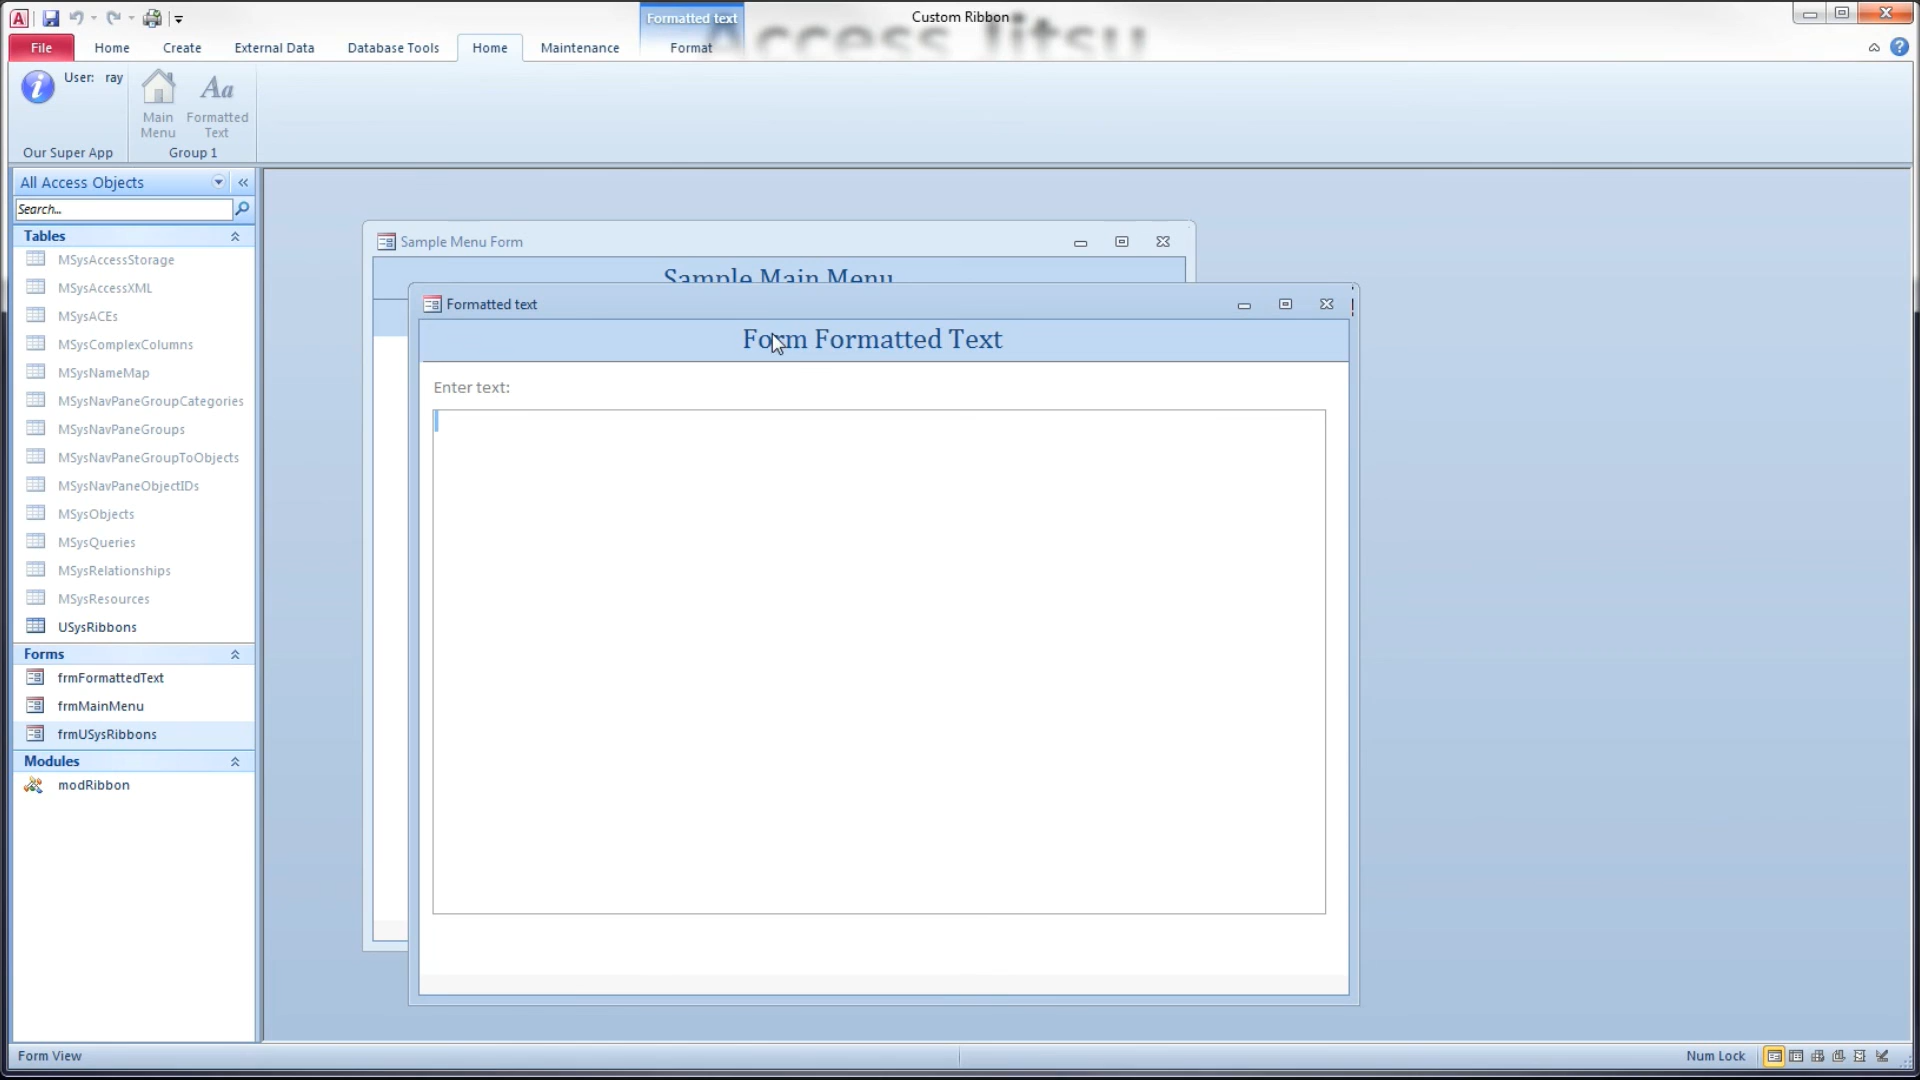 Formatted text
Custom Ribbon
Access Jitsu
File
Home
Create
External Data
Database Tools
Home
Maintenance
Format
User: ray
Main
Menu
Formatted
Text
Our Super App
Group 1
All Access Objects
Search...
Tables
MSysAccessStorage
MSysAccessXML
MSysACEs
MSysComplexColumns
MSysNameMap
MSysNavPaneGroupCategories
MSysNavPaneGroups
MSysNavPaneGroupToObjects
MSysNavPaneObjectIDs
MSysObjects
MSysQueries
MSysRelationships
MSysResources
USysRibbons
Forms
frmFormattedText
frmMainMenu
frmUSysRibbons
Modules
modRibbon
Sample Menu Form
Sample Main Menu
Formatted text
Form Formatted Text
Enter text:
Form View
Num Lock